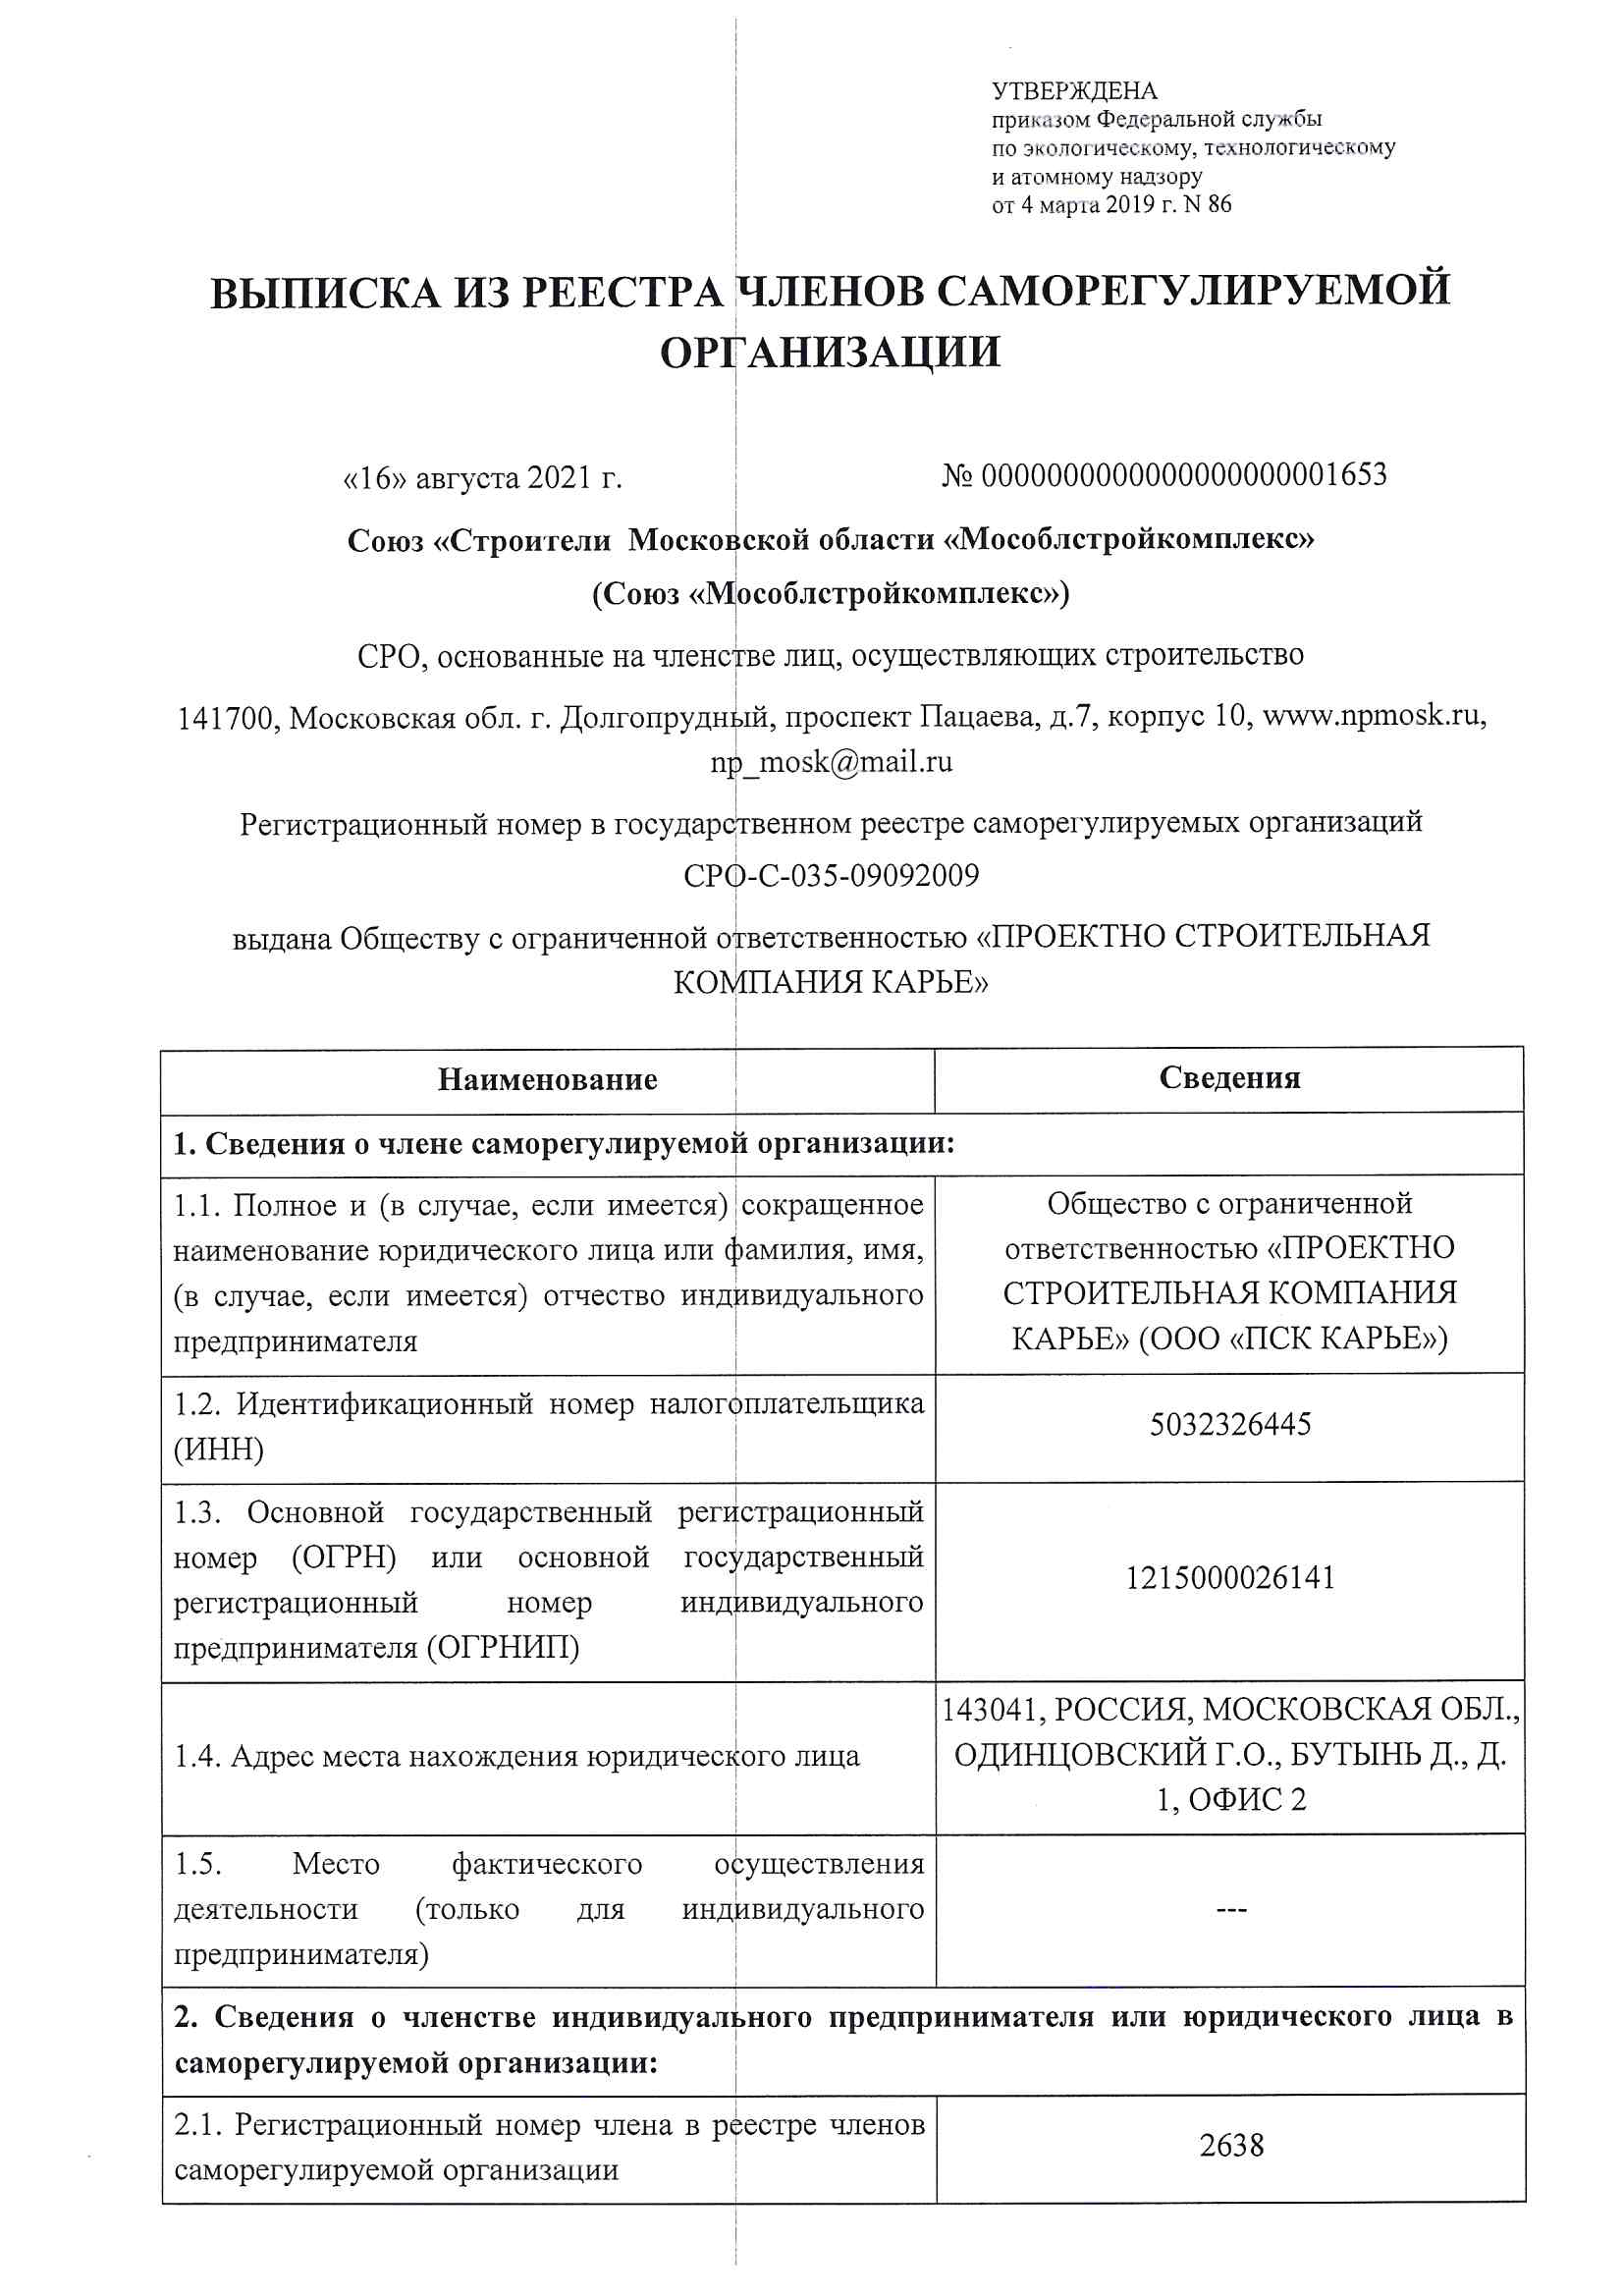 УТВЕРЖДЕНА
приказом Федеральной службы
по экологическому, технологическому
и атомному надзору
от 4 марта 2019 г. N 86
ВЫПИСКА ИЗ РЕЕСТРА ЧЛЕНОВ САМОРЕГУЛИРУЕМОЙ
ОРГАНИЗАЦИИ
«16» августа 2021 г. № 0000000000000000000001653
Союз «Строители Московской области «Мособлстройкомплекс»
(Союз «Мособлстройкомплекс»)
СРО, основанные на членстве лиц, осуществляющих строительство
141700, Московская обл. г. Долгопрудный, проспект Пацаева, д.7, корпус 10, www.npmosk.ru,
np_mosk@mail.ru
Регистрационный номер в государственном реестре саморегулируемых организаций
СРО-С-035-09092009
выдана Обществу с ограниченной ответственностью «ПРОЕКТНО СТРОИТЕЛЬНАЯ
КОМПАНИЯ КАРЬЕ»
Наименование Сведения
1. Сведения о члене саморегулируемой организации:
1.1. Полное и (в случае, если имеется) сокращенное
наименование юридического лица или фамилия, имя,
(в случае, если имеется) отчество индивидуального
предпринимателя
Общество с ограниченной
ответственностью «ПРОЕКТНО
СТРОИТЕЛЬНАЯ КОМПАНИЯ
КАРЬЕ» (ООО «ПСК КАРЬЕ»)
1.2. Идентификационный номер налогоплательщика
(ИНН)
5032326445
1.3. Основной государственный регистрационный
номер (ОГРН) или основной государственный
регистрационный номер индивидуального
предпринимателя (ОГРНИП)
1215000026141
1.4. Адрес места нахождения юридического лица
143041, РОССИЯ, МОСКОВСКАЯ ОБЛ.,
ОДИНЦОВСКИЙ Г.О., БУТЫНЬ Д., Д.
1, ОФИС 2
1.5. Место фактического осуществления
деятельности (только для индивидуального
предпринимателя)
---
2. Сведения о членстве индивидуального предпринимателя или юридического лица в
саморегулируемой организации:
2.1. Регистрационный номер члена в реестре членов
саморегулируемой организации
2638